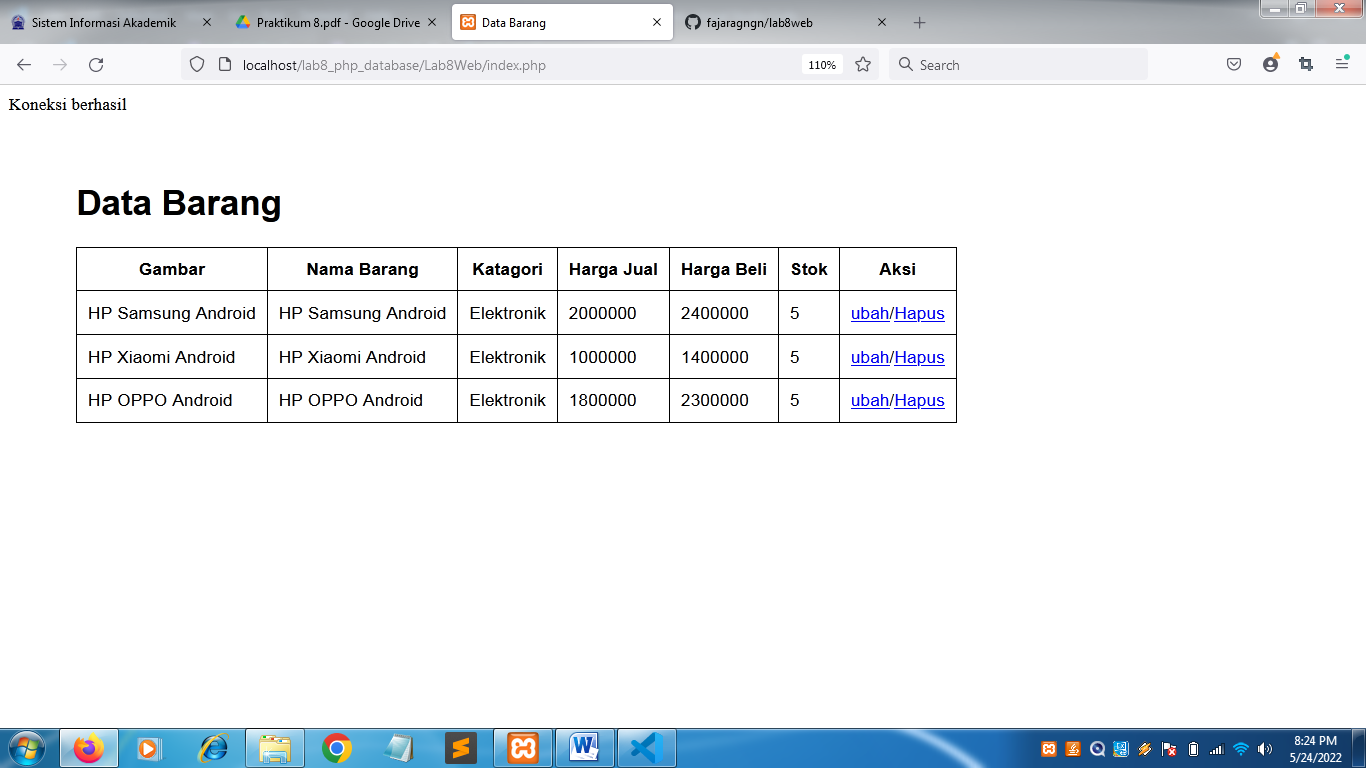 Sistem Informasi Akademik
Praktikum 8.pdf - Google Drive
Data Barang
fajaragngn/lab8web
localhost/lab8_php_database/Lab8Web/index.php
110%
Search
Koneksi berhasil
Data Barang
Gambar Nama Barang Katagori Harga Jual Harga Beli Stok Aksi
HP Samsung Android HP Samsung Android Elektronik 2000000 2400000 5 ubah/Hapus
HP Xiaomi Android HP Xiaomi Android Elektronik 1000000 1400000 5 ubah/Hapus
HP OPPO Android HP OPPO Android Elektronik 1800000 2300000 5 ubah/Hapus
8:24 PM
5/24/2022